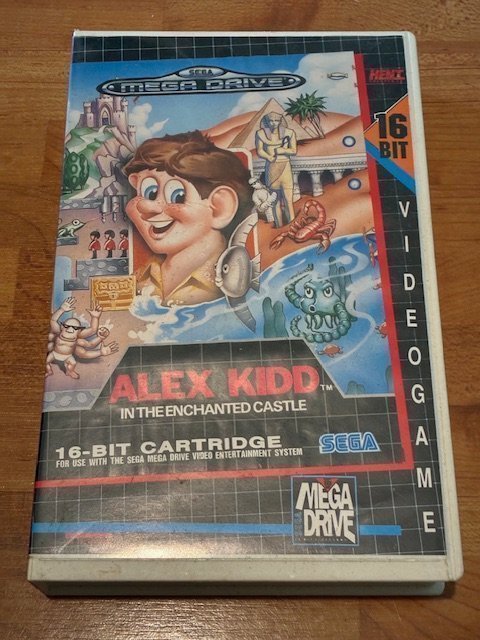 SEGA
MEGA DRIVE
HENT
16
BIT
VIDEOGAME
ALEX KIDD™
IN THE ENCHANTED CASTLE
16-BIT CARTRIDGE
FOR USE WITH THE SEGA MEGA DRIVE VIDEO ENTERTAINMENT SYSTEM
SEGA
MEGA
DRIVE